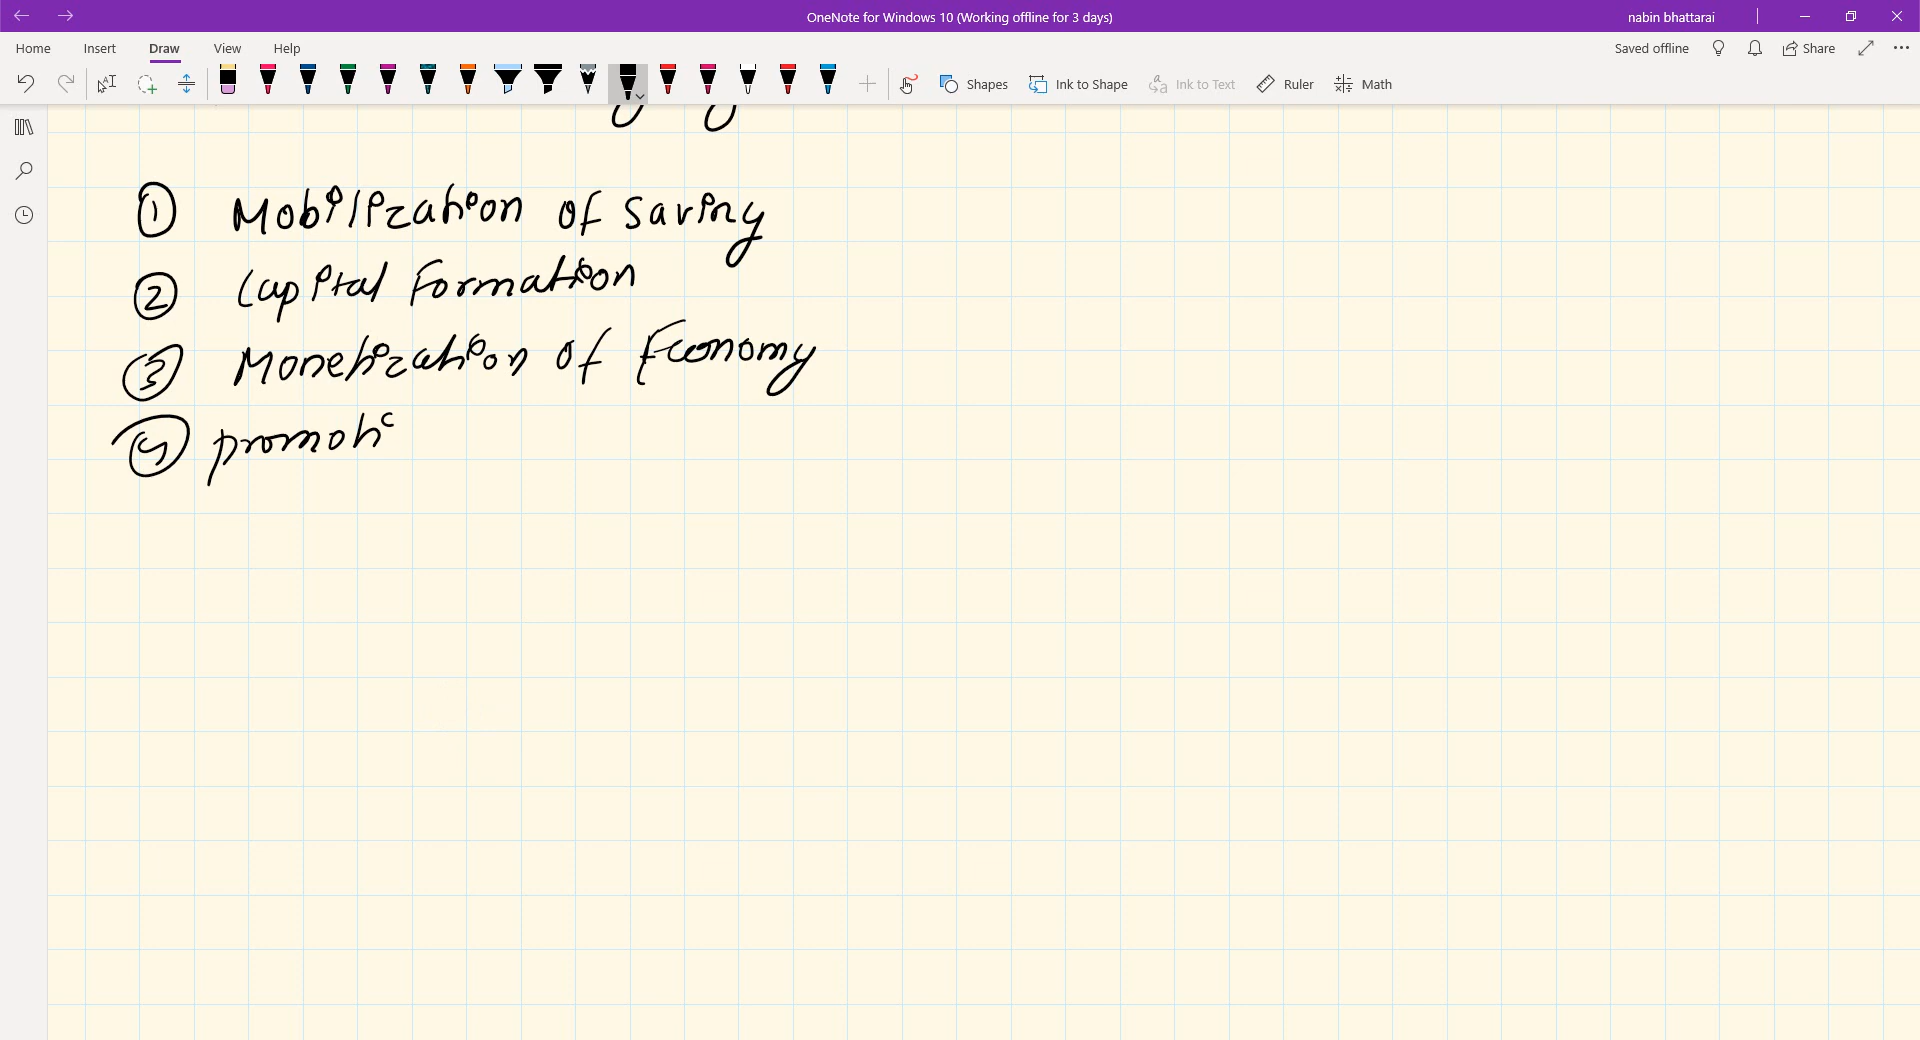 OneNote for Windows 10 (Working offline for 3 days) nabin bhattarai
Home Insert Draw View Help Saved offline Share
Shapes Ink to Shape Ink to Text Ruler Math
① Mobilization of Saving
② Capital Formation
③ Monetization of Economy
④ promoti